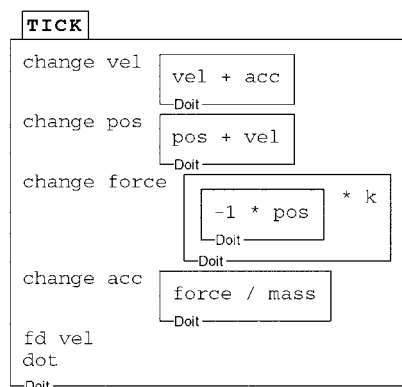 TICK
change vel
vel + acc
Doit
change pos
pos + vel
Doit
change force
-1 * pos
* k
Doit
Doit
change acc
force / mass
Doit
fd vel
dot
Doit